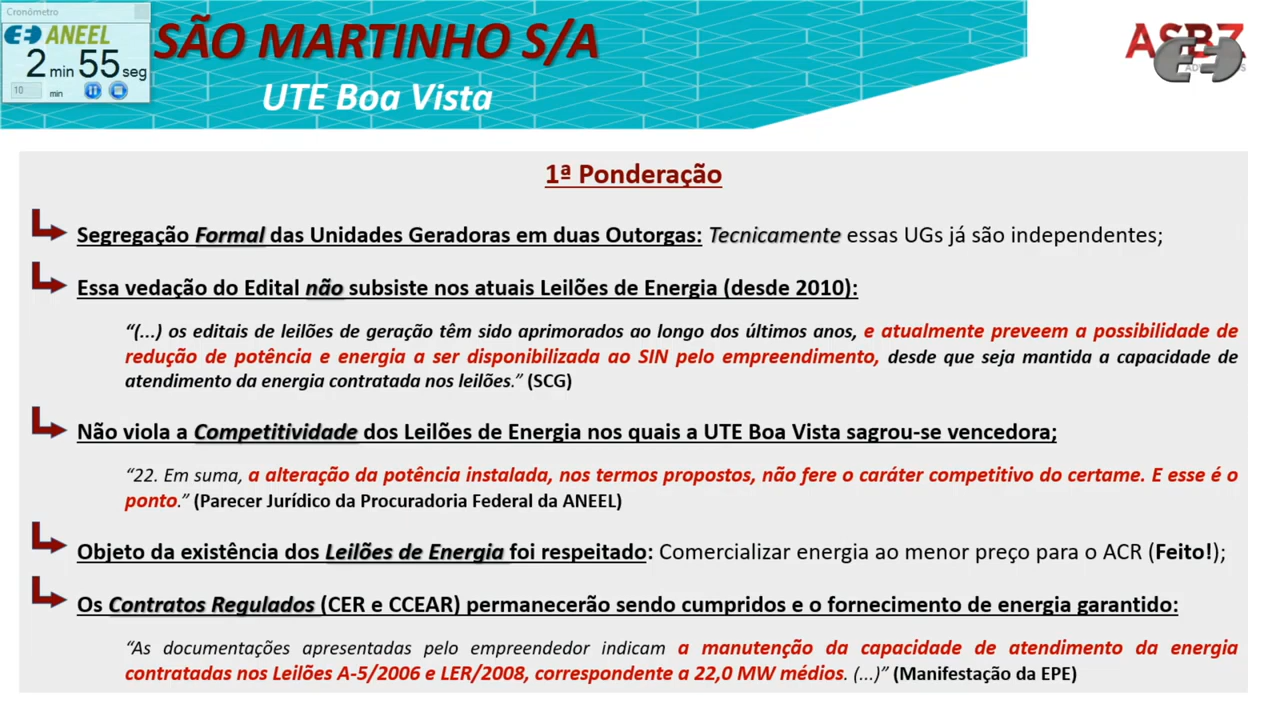 Cronômetro
ANEEL
2 min 55 seg
10 min
SÃO MARTINHO S/A
UTE Boa Vista
ASBZ
1ª Ponderação
Segregação Formal das Unidades Geradoras em duas Outorgas: Tecnicamente essas UGs já são independentes;
Essa vedação do Edital não subsiste nos atuais Leilões de Energia (desde 2010):
“(...) os editais de leilões de geração têm sido aprimorados ao longo dos últimos anos, e atualmente preveem a possibilidade de
redução de potência e energia a ser disponibilizada ao SIN pelo empreendimento, desde que seja mantida a capacidade de
atendimento da energia contratada nos leilões.” (SCG)
Não viola a Competitividade dos Leilões de Energia nos quais a UTE Boa Vista sagrou-se vencedora;
“22. Em suma, a alteração da potência instalada, nos termos propostos, não fere o caráter competitivo do certame. E esse é o
ponto.” (Parecer Jurídico da Procuradoria Federal da ANEEL)
Objeto da existência dos Leilões de Energia foi respeitado: Comercializar energia ao menor preço para o ACR (Feito!);
Os Contratos Regulados (CER e CCEAR) permanecerão sendo cumpridos e o fornecimento de energia garantido:
“As documentações apresentadas pelo empreendedor indicam a manutenção da capacidade de atendimento da energia
contratadas nos Leilões A-5/2006 e LER/2008, correspondente a 22,0 MW médios. (...)” (Manifestação da EPE)